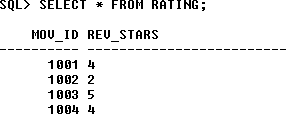 SQL> SELECT * FROM RATING;
MOV_ID REV_STARS
---------- ------------------------------
1001 4
1002 2
1003 5
1004 4